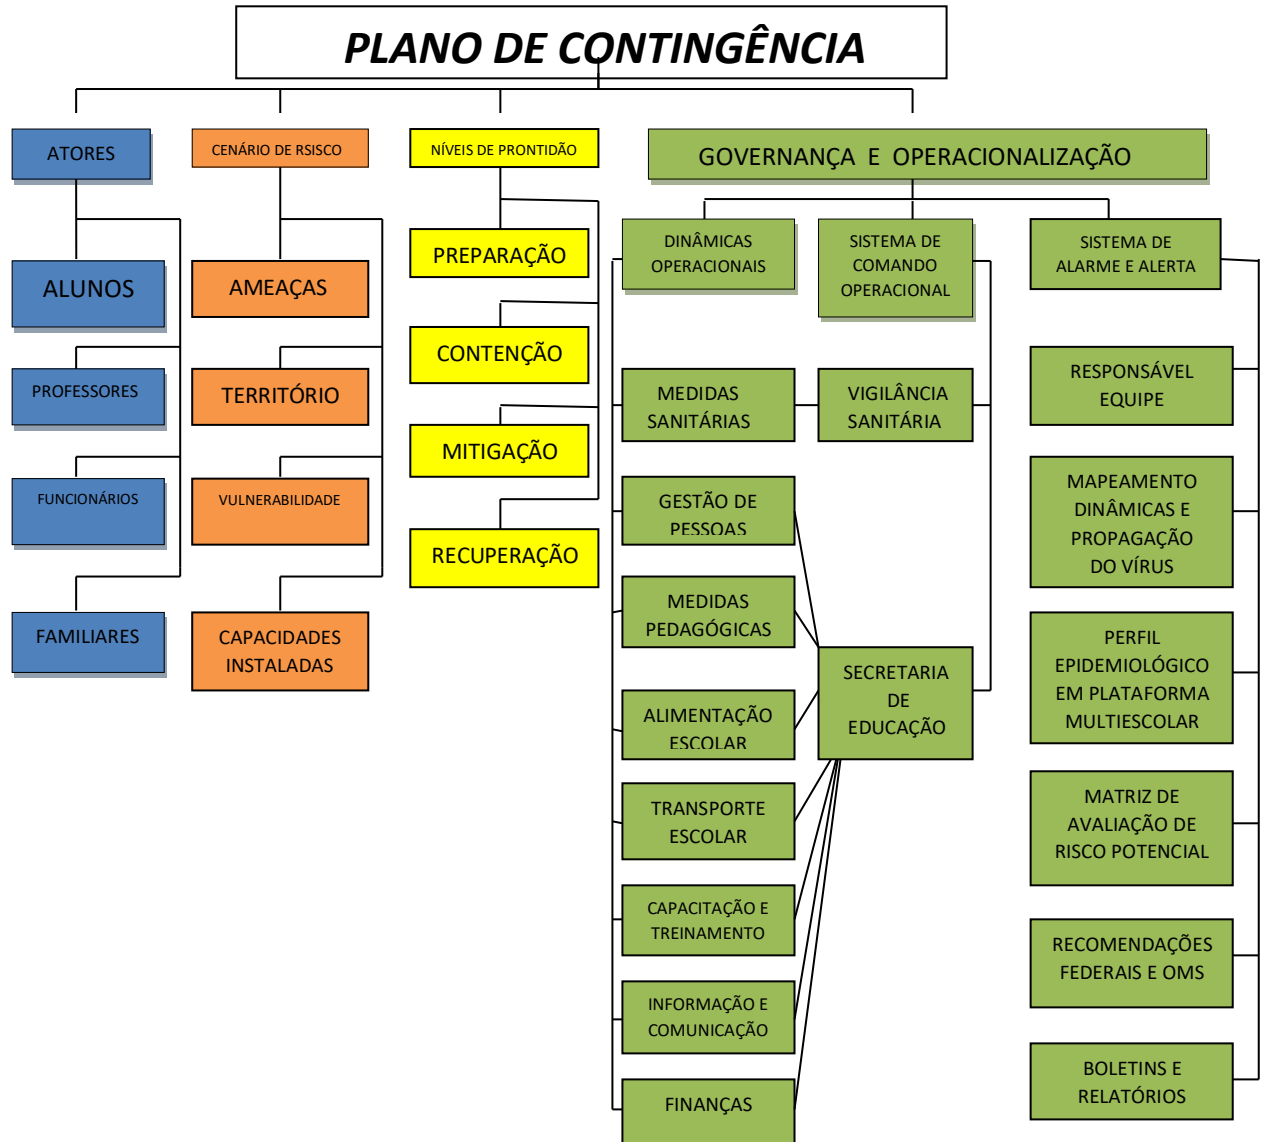 PLANO DE CONTINGÊNCIA
ATORES
ALUNOS
PROFESSORES
FUNCIONÁRIOS
FAMILIARES
CENÁRIO DE RSISCO
AMEAÇAS
TERRITÓRIO
VULNERABILIDADE
CAPACIDADES
INSTALADAS
NÍVEIS DE PRONTIDÃO
PREPARAÇÃO
CONTENÇÃO
MITIGAÇÃO
RECUPERAÇÃO
GOVERNANÇA E OPERACIONALIZAÇÃO
DINÂMICAS
OPERACIONAIS
MEDIDAS
SANITÁRIAS
GESTÃO DE
PESSOAS
MEDIDAS
PEDAGÓGICAS
ALIMENTAÇÃO
ESCOLAR
TRANSPORTE
ESCOLAR
CAPACITAÇÃO E
TREINAMENTO
INFORMAÇÃO E
COMUNICAÇÃO
FINANÇAS
SISTEMA DE
COMANDO
OPERACIONAL
VIGILÂNCIA
SANITÁRIA
SECRETARIA
DE
EDUCAÇÃO
SISTEMA DE
ALARME E ALERTA
RESPONSÁVEL
EQUIPE
MAPEAMENTO
DINÂMICAS E
PROPAGAÇÃO
DO VÍRUS
PERFIL
EPIDEMIOLÓGICO
EM PLATAFORMA
MULTIESCOLAR
MATRIZ DE
AVALIAÇÃO DE
RISCO POTENCIAL
RECOMENDAÇÕES
FEDERAIS E OMS
BOLETINS E
RELATÓRIOS